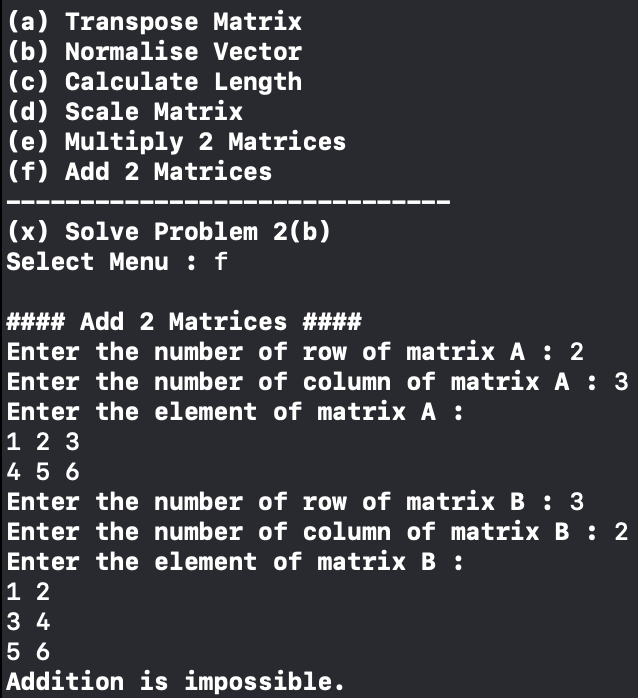 (a) Transpose Matrix
(b) Normalise Vector
(c) Calculate Length
(d) Scale Matrix
(e) Multiply 2 Matrices
(f) Add 2 Matrices
------------------------------
(x) Solve Problem 2(b)
Select Menu : f
#### Add 2 Matrices ####
Enter the number of row of matrix A : 2
Enter the number of column of matrix A : 3
Enter the element of matrix A :
1 2 3
4 5 6
Enter the number of row of matrix B : 3
Enter the number of column of matrix B : 2
Enter the element of matrix B :
1 2
3 4
5 6
Addition is impossible.